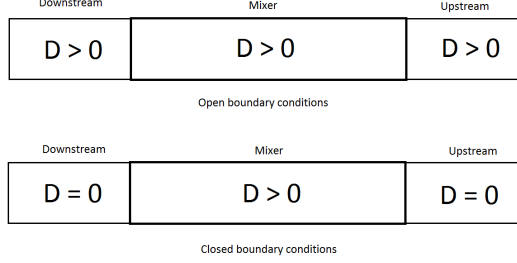 Downstream Mixer Upstream
D > 0 D > 0 D > 0
Open boundary conditions
Downstream Mixer Upstream
D = 0 D > 0 D = 0
Closed boundary conditions